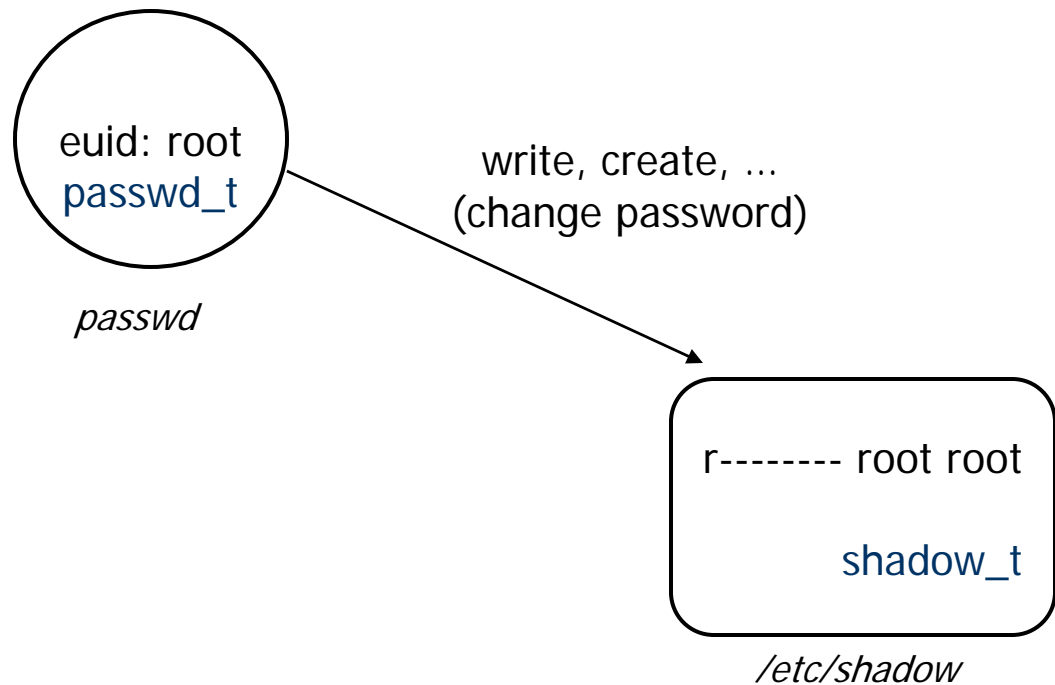 euid: root
passwd_t
write, create, ...
(change password)
passwd
r-------- root root
shadow_t
/etc/shadow